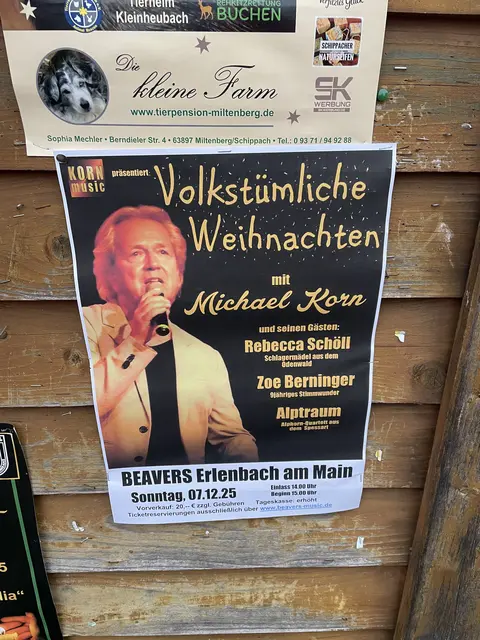 Tierheim
Kleinheubach
REHKITZRETTUNG
BUCHEN
SCHIPPACHER
NATURSEIFEN
Die
kleine Farm
www.tierpension-miltenberg.de
SK
WERBUNG
Sophia Mechler • Berndieler Str. 4 • 63897 Miltenberg/Schippach • Tel.: 0 93 71 / 94 92 88
KORN
music
präsentiert:
Volkstümliche
Weihnachten
mit
Michael Korn
und seinen Gästen:
Rebecca Schöll
Schlagermädel aus dem
Odenwald
Zoe Berninger
9jähriges Stimmwunder
Alptraum
Alphorn-Quartett aus
dem Spessart
BEAVERS Erlenbach am Main
Sonntag, 07.12.25
Einlass 14.00 Uhr
Beginn 15.00 Uhr
Vorverkauf: 20,-- € zzgl. Gebühren
Tageskasse: erhöht
Ticketreservierungen ausschließlich über www.beavers-music.de
5
lia“